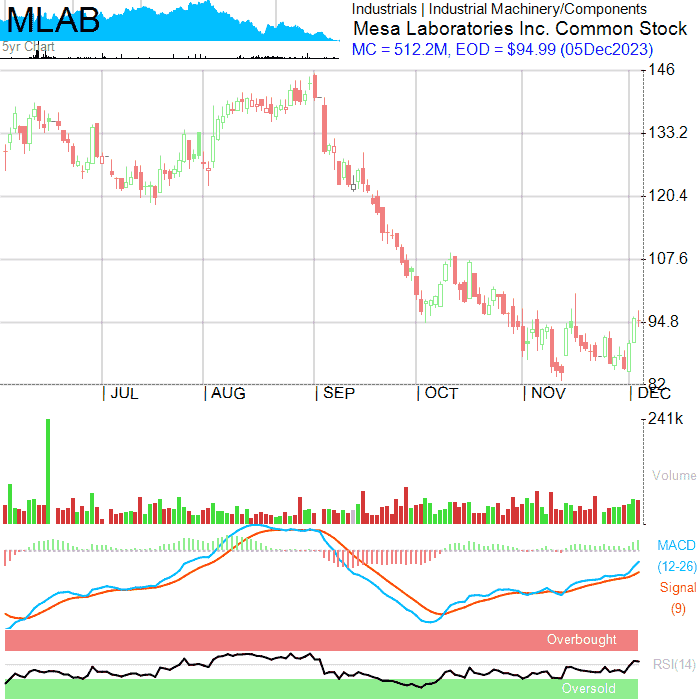 MLAB
5yr Chart
Industrials | Industrial Machinery/Components
Mesa Laboratories Inc. Common Stock
MC = 512.2M, EOD = $94.99 (05Dec2023)
146
133.2
120.4
107.6
94.8
82
| JUL | AUG | SEP | OCT | NOV | DEC
241k
Volume
MACD
(12-26)
Signal
(9)
Overbought
RSI(14)
Oversold